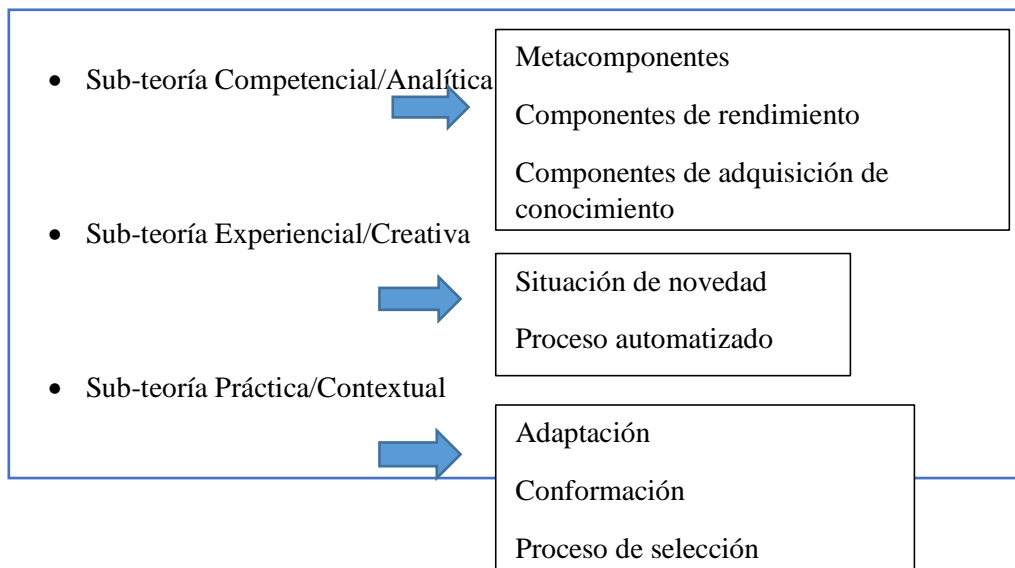 • Sub-teoría Competencial/Analítica
Metacomponentes
Componentes de rendimiento
Componentes de adquisición de
conocimiento
• Sub-teoría Experiencial/Creativa
Situación de novedad
Proceso automatizado
• Sub-teoría Práctica/Contextual
Adaptación
Conformación
Proceso de selección